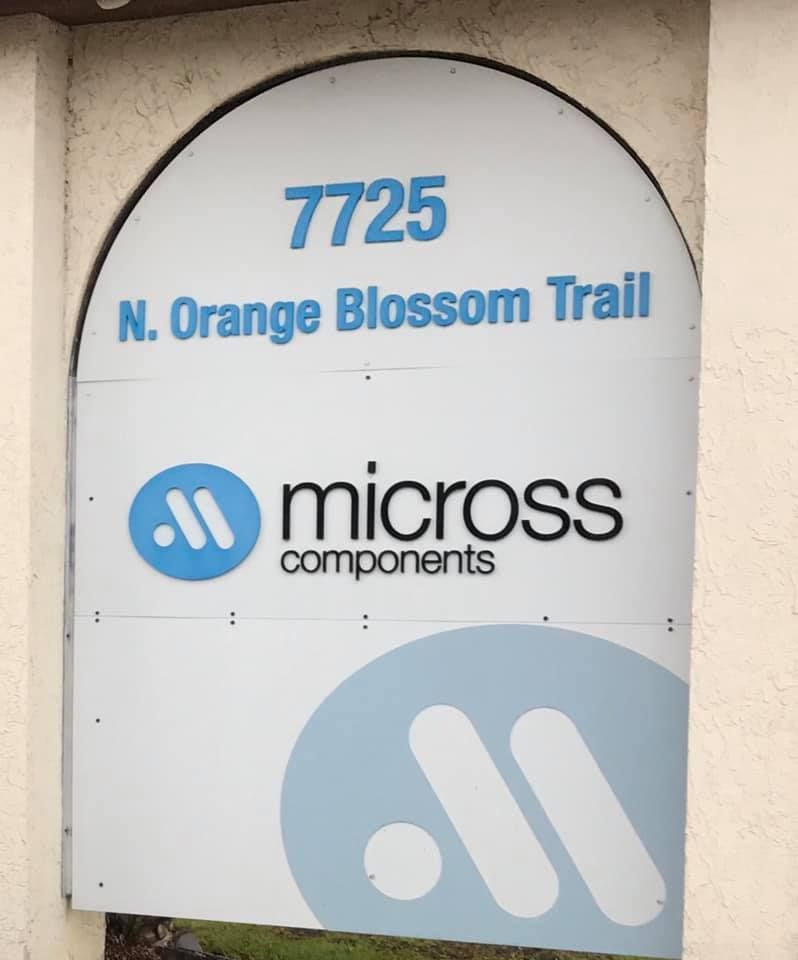 7725
N. Orange Blossom Trail
micross
components